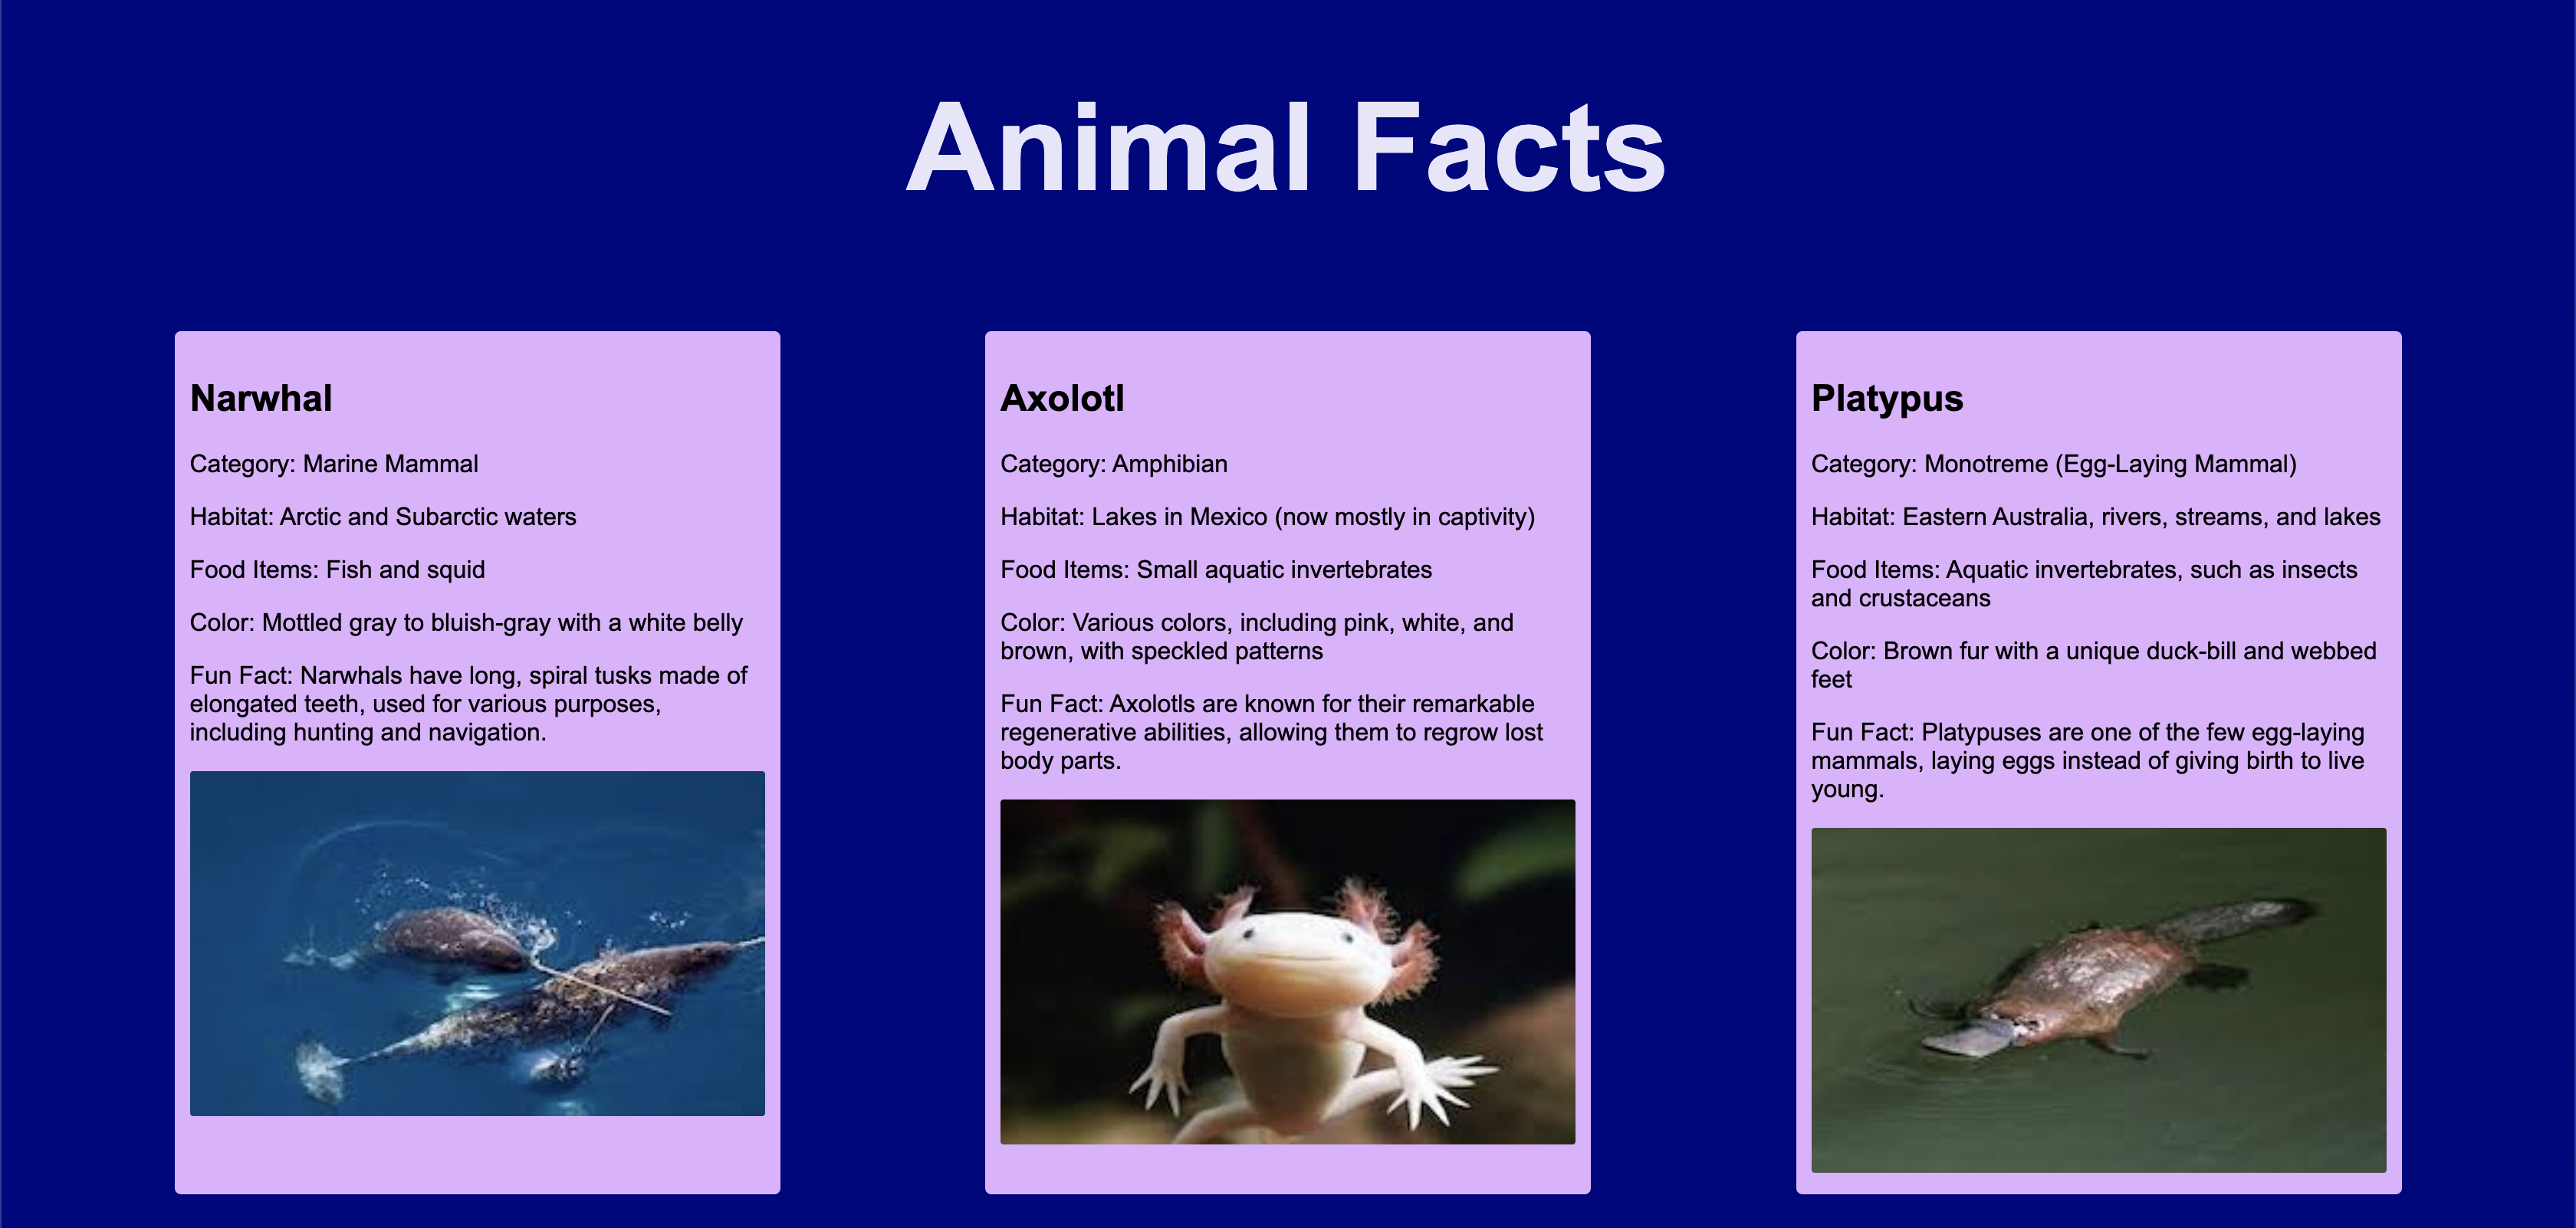 Animal Facts
Narwhal
Category: Marine Mammal
Habitat: Arctic and Subarctic waters
Food Items: Fish and squid
Color: Mottled gray to bluish-gray with a white belly
Fun Fact: Narwhals have long, spiral tusks made of
elongated teeth, used for various purposes,
including hunting and navigation.
Axolotl
Category: Amphibian
Habitat: Lakes in Mexico (now mostly in captivity)
Food Items: Small aquatic invertebrates
Color: Various colors, including pink, white, and
brown, with speckled patterns
Fun Fact: Axolotls are known for their remarkable
regenerative abilities, allowing them to regrow lost
body parts.
Platypus
Category: Monotreme (Egg-Laying Mammal)
Habitat: Eastern Australia, rivers, streams, and lakes
Food Items: Aquatic invertebrates, such as insects
and crustaceans
Color: Brown fur with a unique duck-bill and webbed
feet
Fun Fact: Platypuses are one of the few egg-laying
mammals, laying eggs instead of giving birth to live
young.